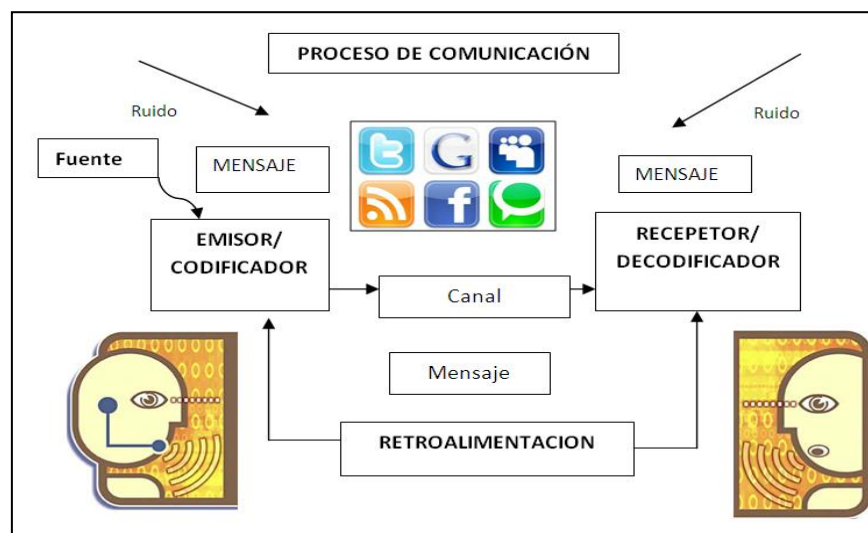 PROCESO DE COMUNICACIÓN
Ruido
Ruido
Fuente
MENSAJE
G
MENSAJE
f
EMISOR/
CODIFICADOR
RECEPETOR/
DECODIFICADOR
Canal
Mensaje
RETROALIMENTACION